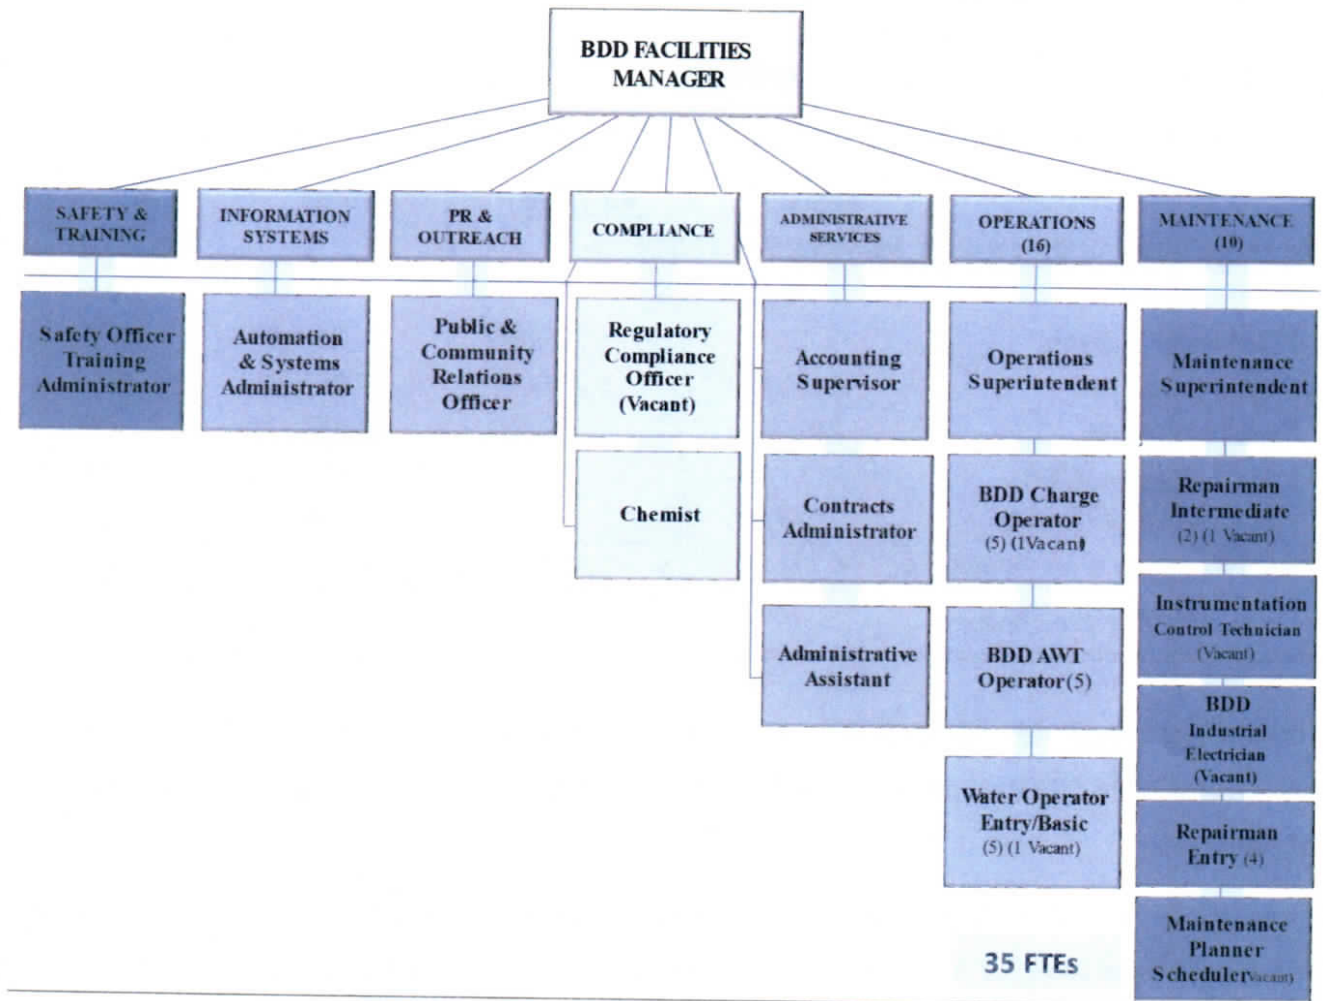 BDD FACILITIES
MANAGER
SAFETY &
TRAINING
INFORMATION
SYSTEMS
PR &
OUTREACH
COMPLIANCE
ADMINISTRATIVE
SERVICES
OPERATIONS
(16)
MAINTENANCE
(10)
Safety Officer
Training
Administrator
Automation
& Systems
Administrator
Public &
Community
Relations
Officer
Regulatory
Compliance
Officer
(Vacant)
Chemist
Accounting
Supervisor
Contracts
Administrator
Administrative
Assistant
Operations
Superintendent
BDD Charge
Operator
(5) (1Vacant
BDD AWT
Operator(5)
Water Operator
Entry/Basic
(5) (1 Vacant)
Maintenance
Superintendent
Repairman
Intermediate
(2) (1 Vacant)
Instrumentation
Control Technician
(Vacant)
BDD
Industrial
Electrician
(Vacant)
Repairman
Entry (4)
Maintenance
Planner
Scheduler(Vacant)
35 FTEs